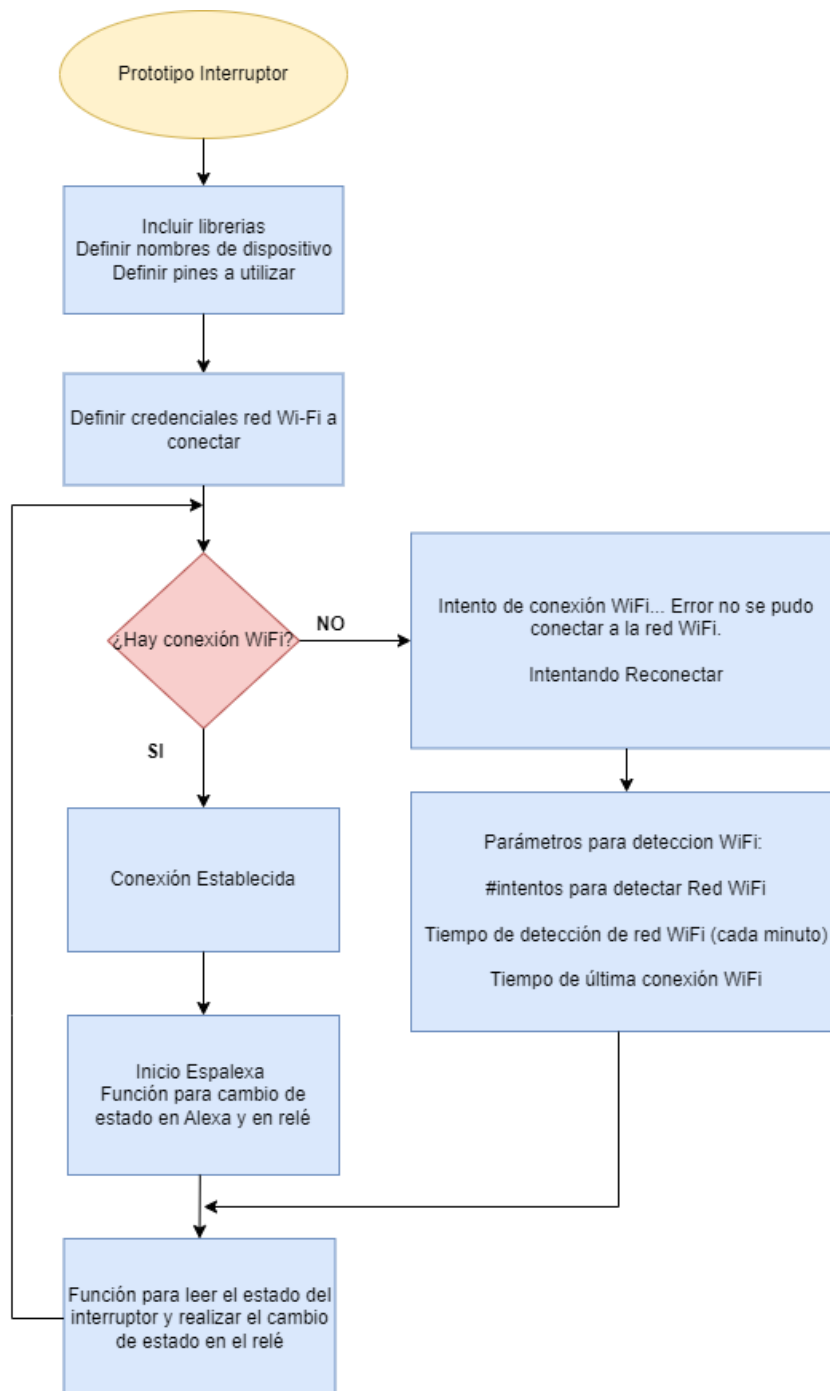 Prototipo Interruptor
Incluir librerias
Definir nombres de dispositivo
Definir pines a utilizar
Definir credenciales red Wi-Fi a
conectar
¿Hay conexión WiFi?
NO
Intento de conexión WiFi... Error no se pudo
conectar a la red WiFi.
Intentando Reconectar
SI
Parámetros para deteccion WiFi:
#intentos para detectar Red WiFi
Tiempo de detección de red WiFi (cada minuto)
Tiempo de última conexión WiFi
Conexión Establecida
Inicio Espalexa
Función para cambio de
estado en Alexa y en relé
Función para leer el estado del
interruptor y realizar el cambio
de estado en el relé